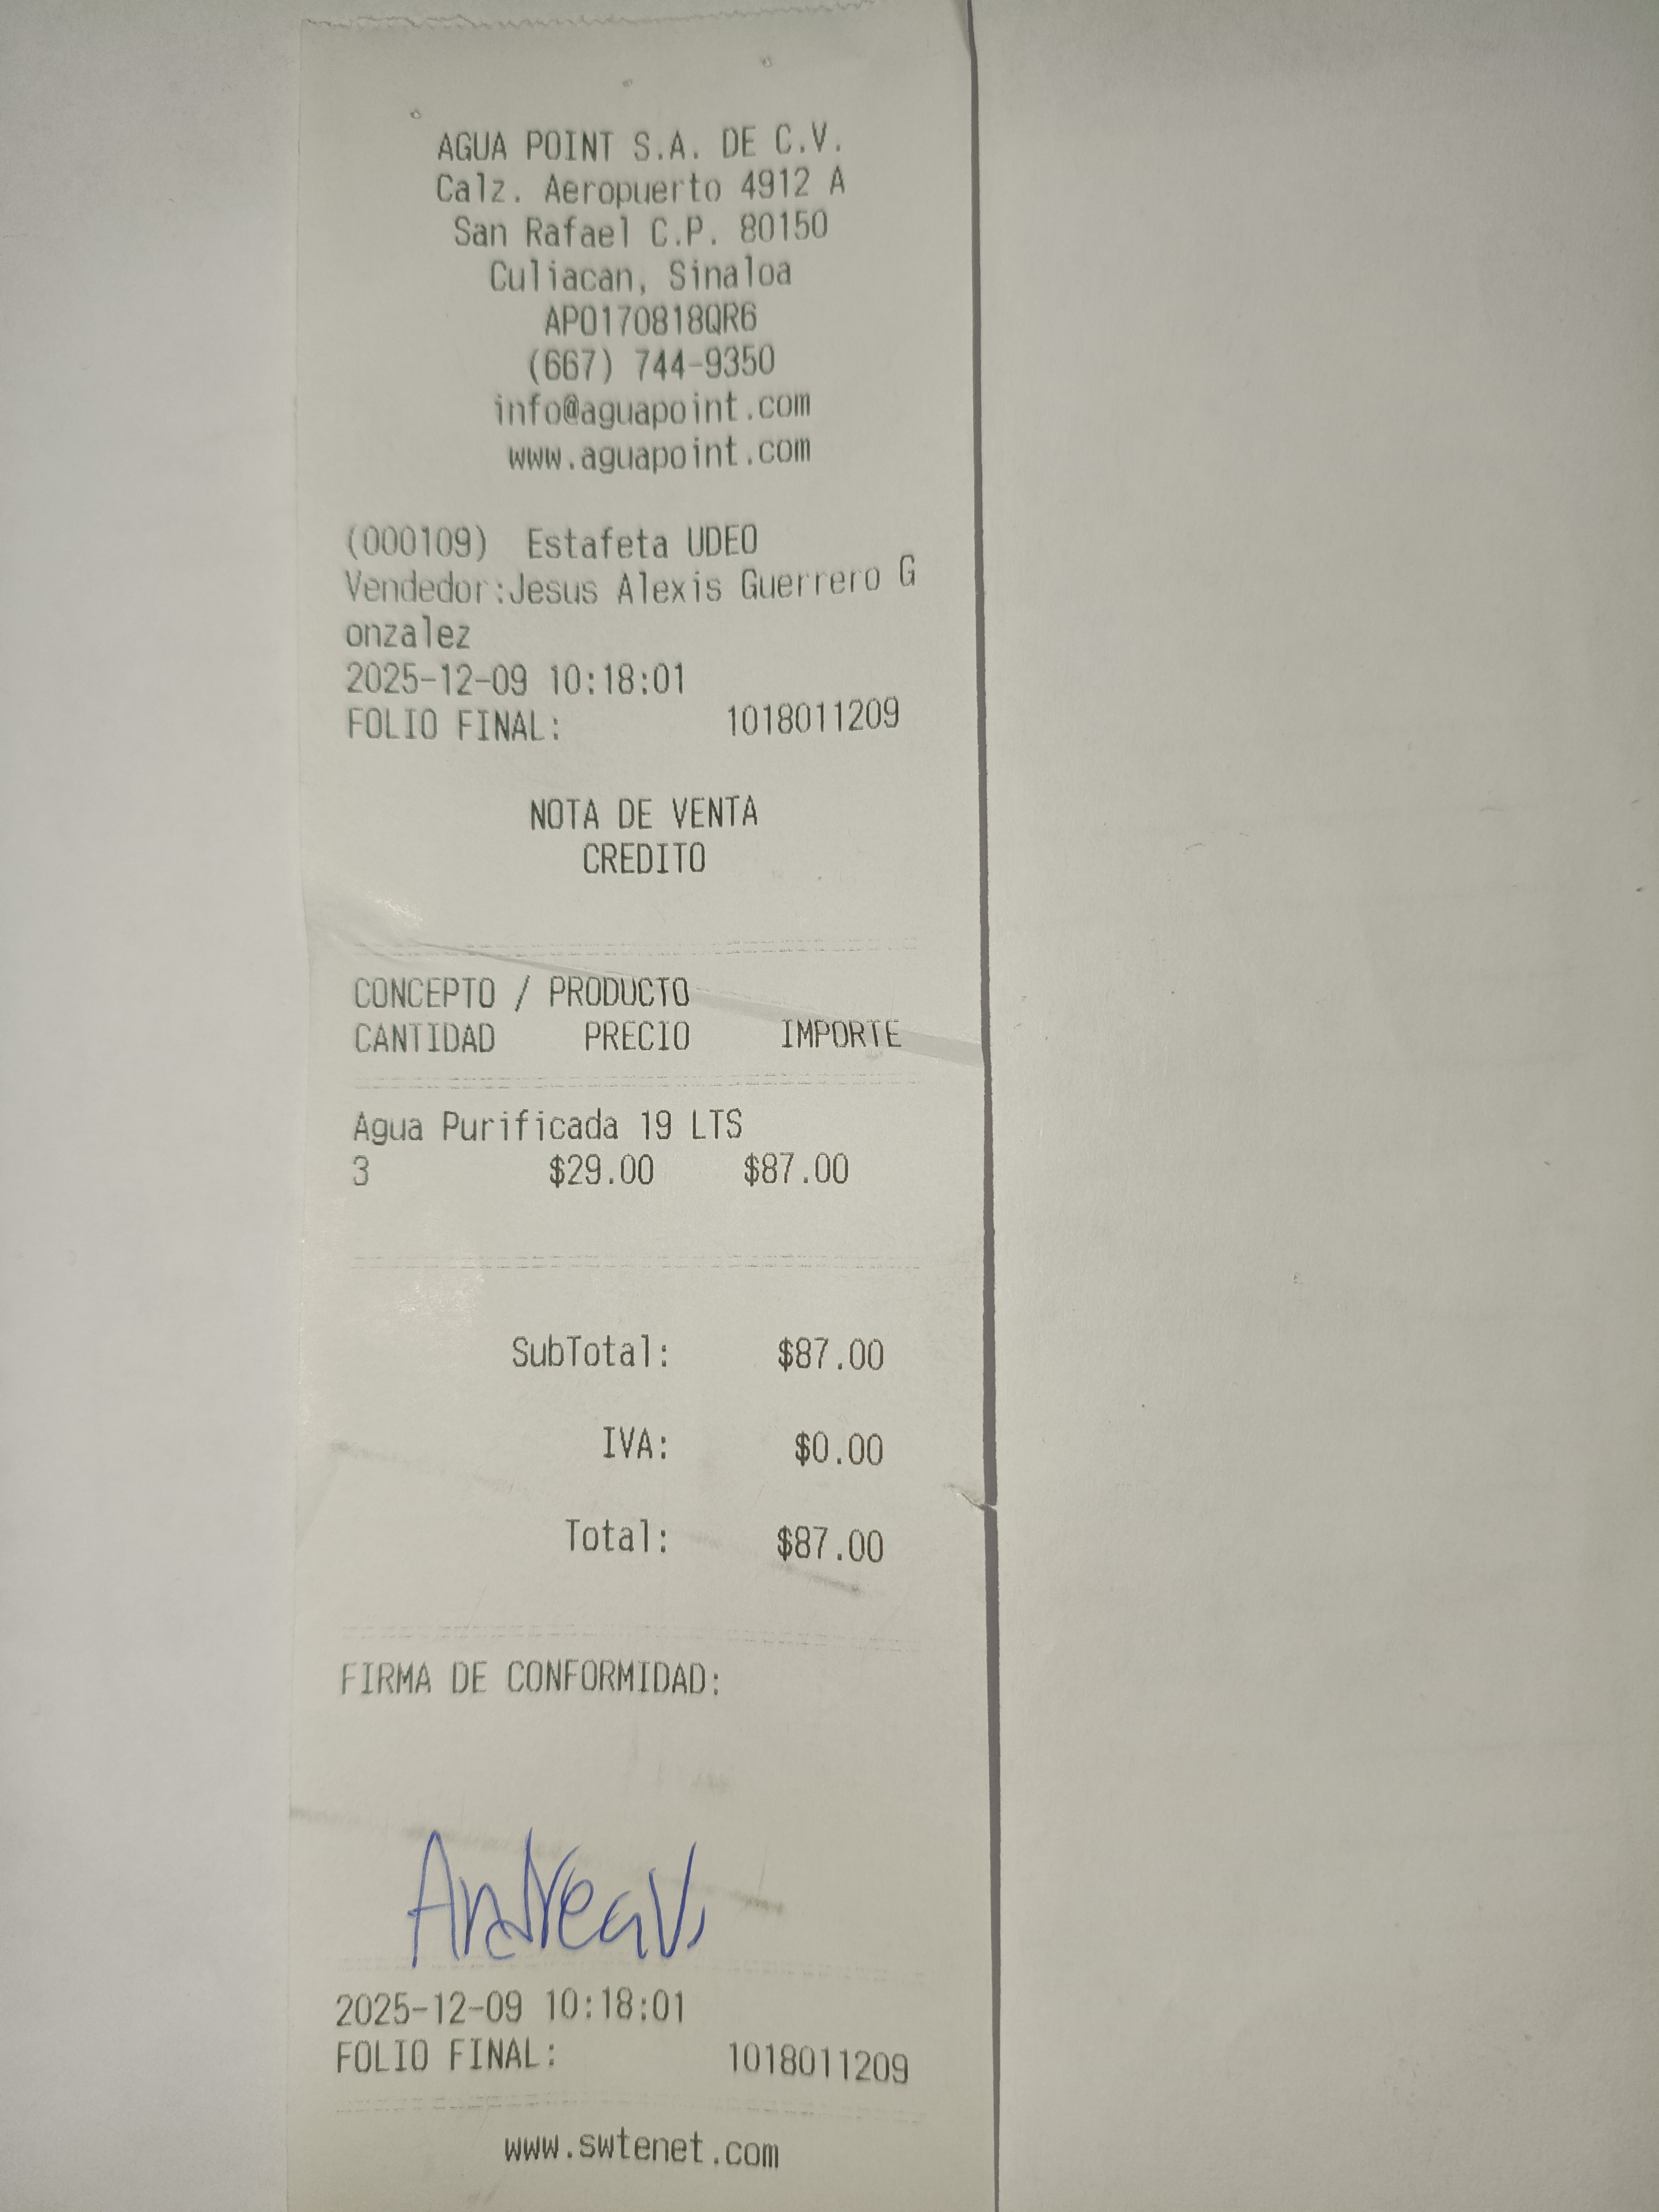 AGUA POINT S.A. DE C.V.
Calz. Aeropuerto 4912 A
San Rafael C.P. 80150
Culiacan, Sinaloa
APO170818QR6
(667) 744-9350
info@aguapoint.com
www.aguapoint.com
(000109) Estafeta UDEO
Vendedor:Jesus Alexis Guerrero G
onzalez
2025-12-09 10:18:01
FOLIO FINAL: 1018011209
NOTA DE VENTA
CREDITO
CONCEPTO / PRODUCTO
CANTIDAD PRECIO IMPORTE
Agua Purificada 19 LTS
3 $29.00 $87.00
SubTotal: $87.00
IVA: $0.00
Total: $87.00
FIRMA DE CONFORMIDAD:
Andrea V.
2025-12-09 10:18:01
FOLIO FINAL: 1018011209
www.swtenet.com